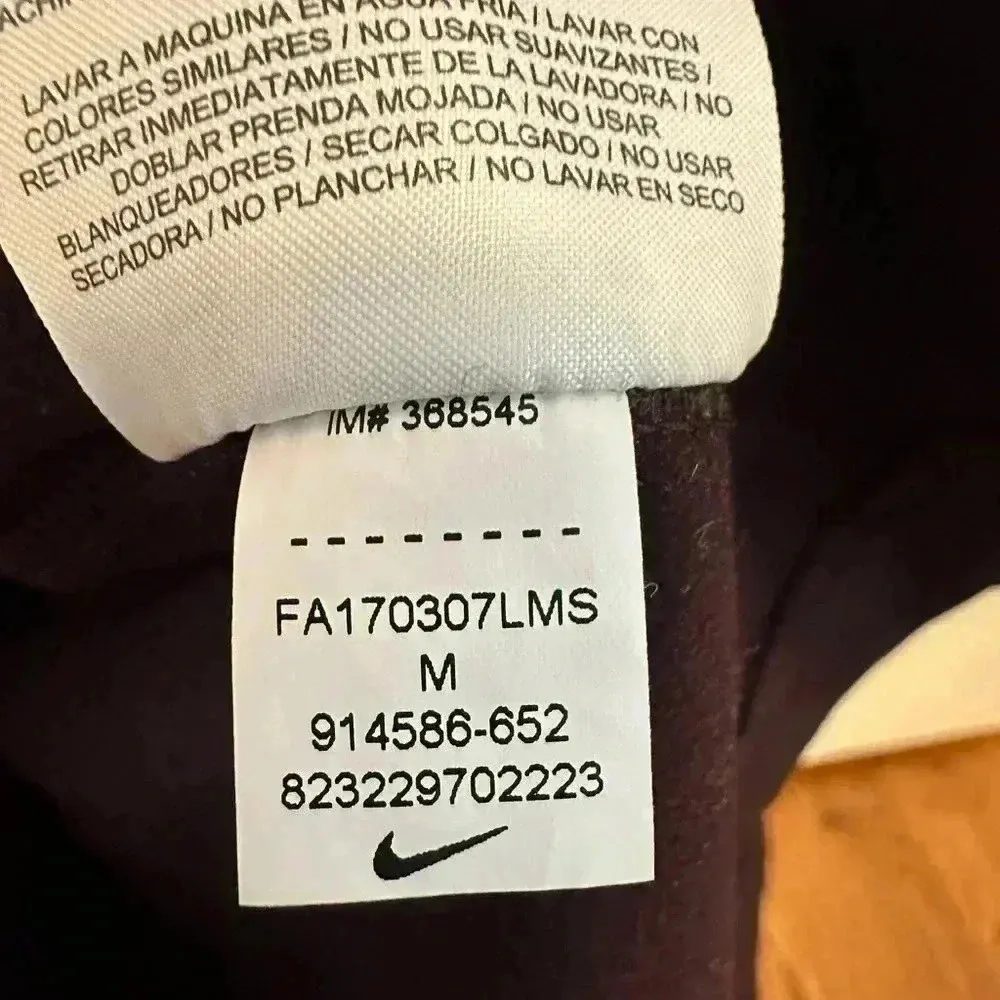 LAVAR A MAQUINA EN AGUA FRIA / LAVAR CON
COLORES SIMILARES / NO USAR SUAVIZANTES /
RETIRAR INMEDIATAMENTE DE LA LAVADORA / NO
DOBLAR PRENDA MOJADA / NO USAR
BLANQUEADORES / SECAR COLGADO / NO USAR
SECADORA / NO PLANCHAR / NO LAVAR EN SECO
/M# 368545
- - - - - - - -
FA170307LMS
M
914586-652
823229702223